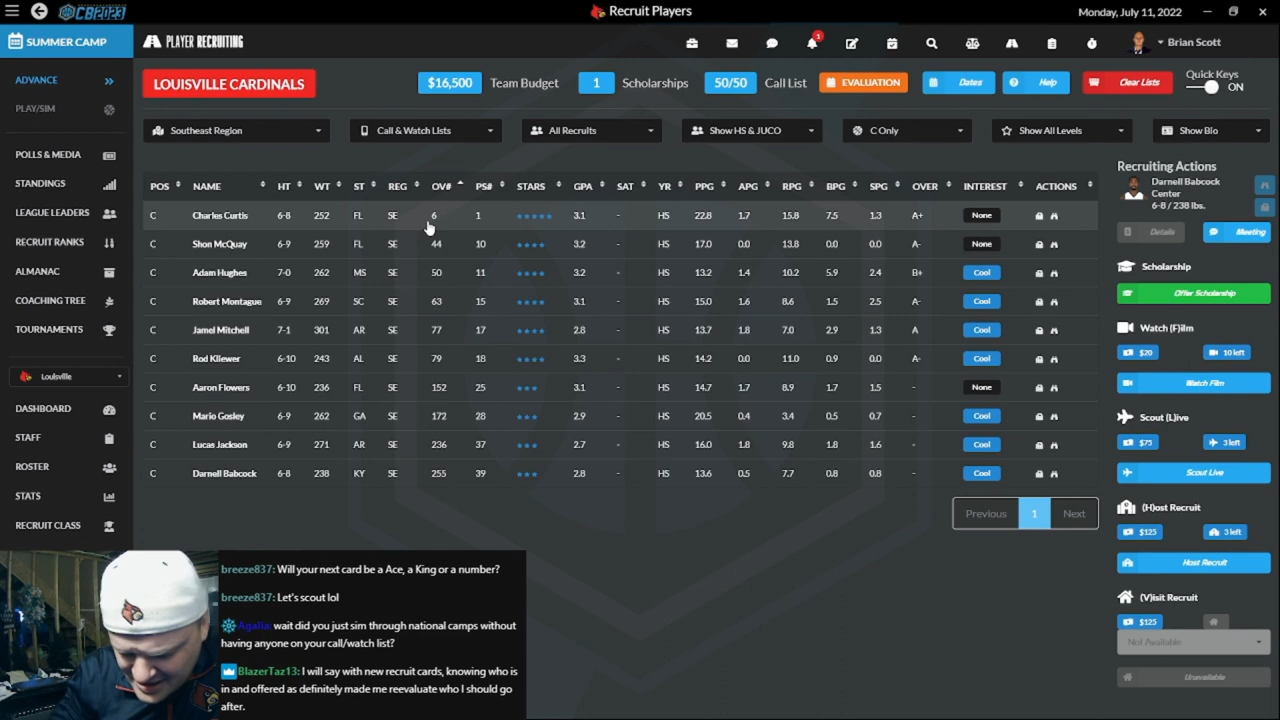 CB2023
Recruit Players
Monday, July 11, 2022
SUMMER CAMP
PLAYER RECRUITING
1
Brian Scott
ADVANCE
PLAY/SIM
LOUISVILLE CARDINALS
$16,500 Team Budget
1 Scholarships
50/50 Call List
EVALUATION
Dates
Help
Clear Lists
Quick Keys
ON
Southeast Region
Call & Watch Lists
All Recruits
Show HS & JUCO
C Only
Show All Levels
Show Bio
POLLS & MEDIA
STANDINGS
LEAGUE LEADERS
RECRUIT RANKS
ALMANAC
COACHING TREE
TOURNAMENTS
Louisville
DASHBOARD
STAFF
ROSTER
STATS
RECRUIT CLASS
POS NAME HT WT ST REG OV# PS# STARS GPA SAT YR PPG APG RPG BPG SPG OVER INTEREST ACTIONS
C Charles Curtis 6-8 252 FL SE 6 1 ★★★★★ 3.1 - HS 22.8 1.7 15.8 7.5 1.3 A+ None
C Shon McQuay 6-9 259 FL SE 44 10 ★★★★ 3.2 - HS 17.0 0.0 13.8 0.0 0.0 A- None
C Adam Hughes 7-0 262 MS SE 50 11 ★★★★ 3.2 - HS 13.2 1.4 10.2 5.9 2.4 B+ Cool
C Robert Montague 6-9 269 SC SE 63 15 ★★★★ 3.1 - HS 15.0 1.6 8.6 1.5 2.5 A- Cool
C Jamel Mitchell 7-1 301 AR SE 77 17 ★★★★ 2.8 - HS 13.7 1.8 7.0 2.9 1.3 A Cool
C Rod Kliewer 6-10 243 AL SE 79 18 ★★★★ 3.3 - HS 14.2 0.0 11.0 0.9 0.0 A- Cool
C Aaron Flowers 6-10 236 FL SE 152 25 ★★★★ 3.1 - HS 14.7 1.7 8.9 1.7 1.5 - None
C Mario Gosley 6-9 262 GA SE 172 28 ★★★ 2.9 - HS 20.5 0.4 3.4 0.5 0.7 - Cool
C Lucas Jackson 6-9 271 AR SE 236 37 ★★★ 2.7 - HS 16.0 1.8 9.8 1.8 1.6 - Cool
C Darnell Babcock 6-8 238 KY SE 255 39 ★★★ 2.8 - HS 13.6 0.5 7.7 0.8 0.8 - Cool
Previous 1 Next
Recruiting Actions
Darnell Babcock
Center
6-8 / 238 lbs.
Details
Meeting
Scholarship
Offer Scholarship
Watch (F)ilm
$20
10 left
Watch Film
Scout (L)ive
$75
3 left
Scout Live
(H)ost Recruit
$125
3 left
Host Recruit
(V)isit Recruit
$125
Not Available
Unavailable
breeze837: Will your next card be a Ace, a King or a number?
breeze837: Let's scout lol
Agalia: wait did you just sim through national camps without
having anyone on your call/watch list?
BlazerTaz13: I will say with new recruit cards, knowing who is
in and offered as definitely made me reevaluate who I should go
after.